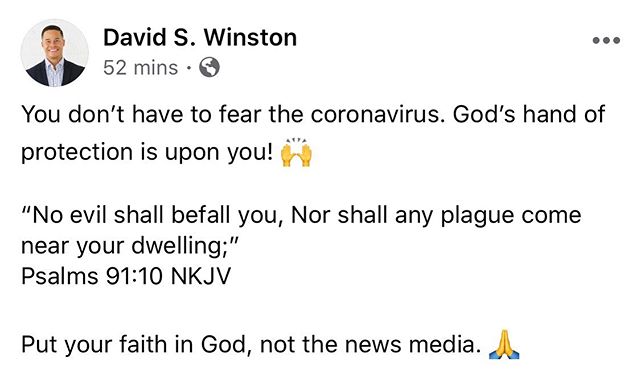 David S. Winston
52 mins ·
You don’t have to fear the coronavirus. God’s hand of
protection is upon you! 🙌
“No evil shall befall you, Nor shall any plague come
near your dwelling;”
Psalms 91:10 NKJV
Put your faith in God, not the news media. 🙏